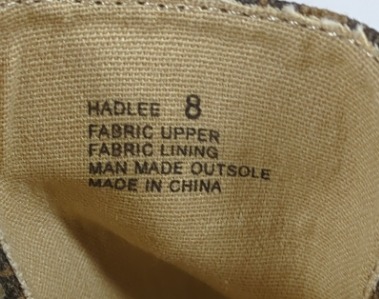 HADLEE 8
FABRIC UPPER
FABRIC LINING
MAN MADE OUTSOLE
MADE IN CHINA